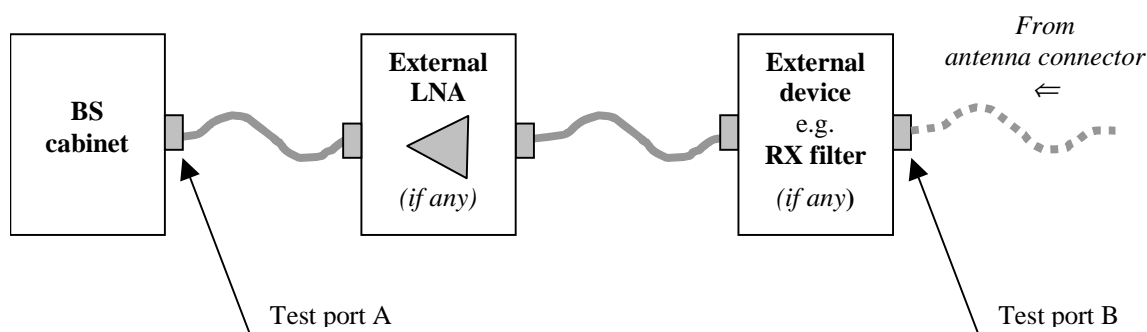 BS
cabinet
External
LNA
(if any)
External
device
e.g.
RX filter
(if any)
From
antenna connector
⇐
Test port A
Test port B